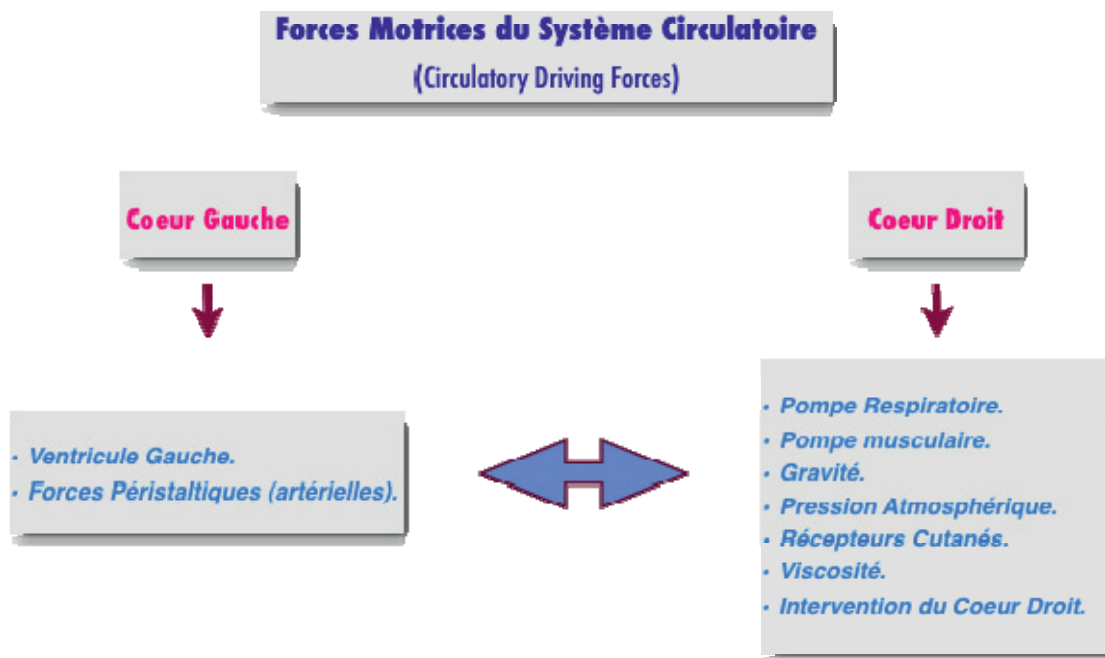 Forces Motrices du Système Circulatoire
(Circulatory Driving Forces)
Coeur Gauche
Coeur Droit
• Ventricule Gauche.
• Forces Péristaltiques (artérielles).
• Pompe Respiratoire.
• Pompe musculaire.
• Gravité.
• Pression Atmosphérique.
• Récepteurs Cutanés.
• Viscosité.
• Intervention du Coeur Droit.